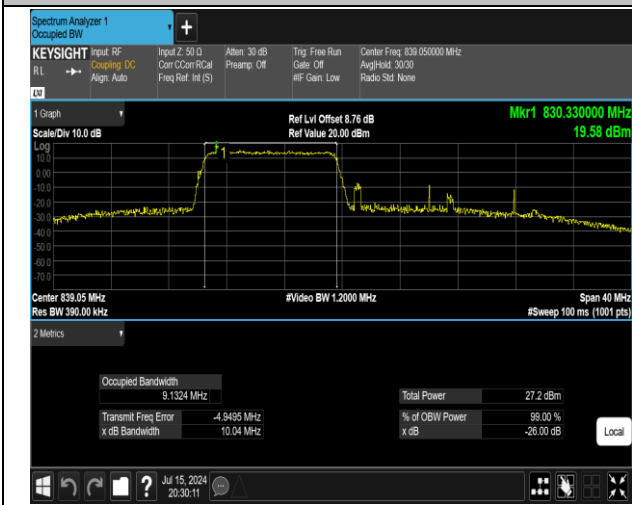 Spectrum Analyzer 1
Occupied BW
+
KEYSIGHT
RL
Input: RF
Coupling: DC
Align: Auto
Input Z: 50 Ω
Corr CCorr RCal
Freq Ref: Int (S)
Atten: 30 dB
Preamp: Off
Trig: Free Run
Gate: Off
#IF Gain: Low
Center Freq: 839.050000 MHz
Avg|Hold: 30/30
Radio Std: None
LXI
1 Graph
Scale/Div 10.0 dB
Ref Lvl Offset 8.76 dB
Ref Value 20.00 dBm
Mkr1 830.330000 MHz
19.58 dBm
Log
10.0
0.00
-10.0
-20.0
-30.0
-40.0
-50.0
-60.0
-70.0
1
Center 839.05 MHz
Res BW 390.00 kHz
#Video BW 1.2000 MHz
Span 40 MHz
#Sweep 100 ms (1001 pts)
2 Metrics
Occupied Bandwidth
9.1324 MHz
Transmit Freq Error -4.9495 MHz
x dB Bandwidth 10.04 MHz
Total Power 27.2 dBm
% of OBW Power 99.00 %
x dB -26.00 dB
Local
?
Jul 15, 2024
20:30:11